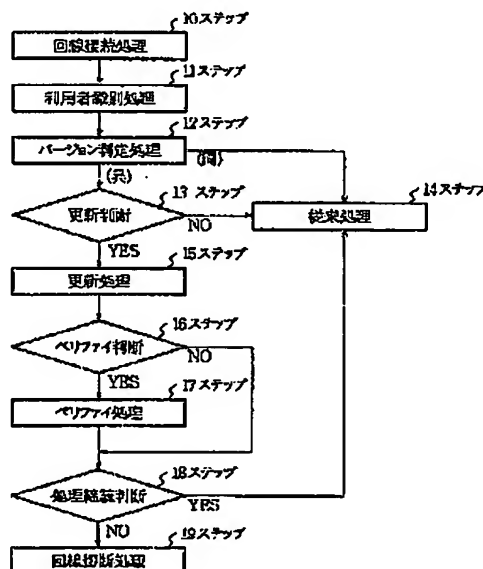 10ステップ
回線接続処理
11ステップ
利用者識別処理
12ステップ
バージョン判定処理
(同)
(異)
13 ステップ
更新判断
NO
14ステップ
従来処理
YES
15ステップ
更新処理
16ステップ
ベリファイ判断
NO
YES
17ステップ
ベリファイ処理
18ステップ
処理継続判断
YES
NO
19ステップ
回線切断処理